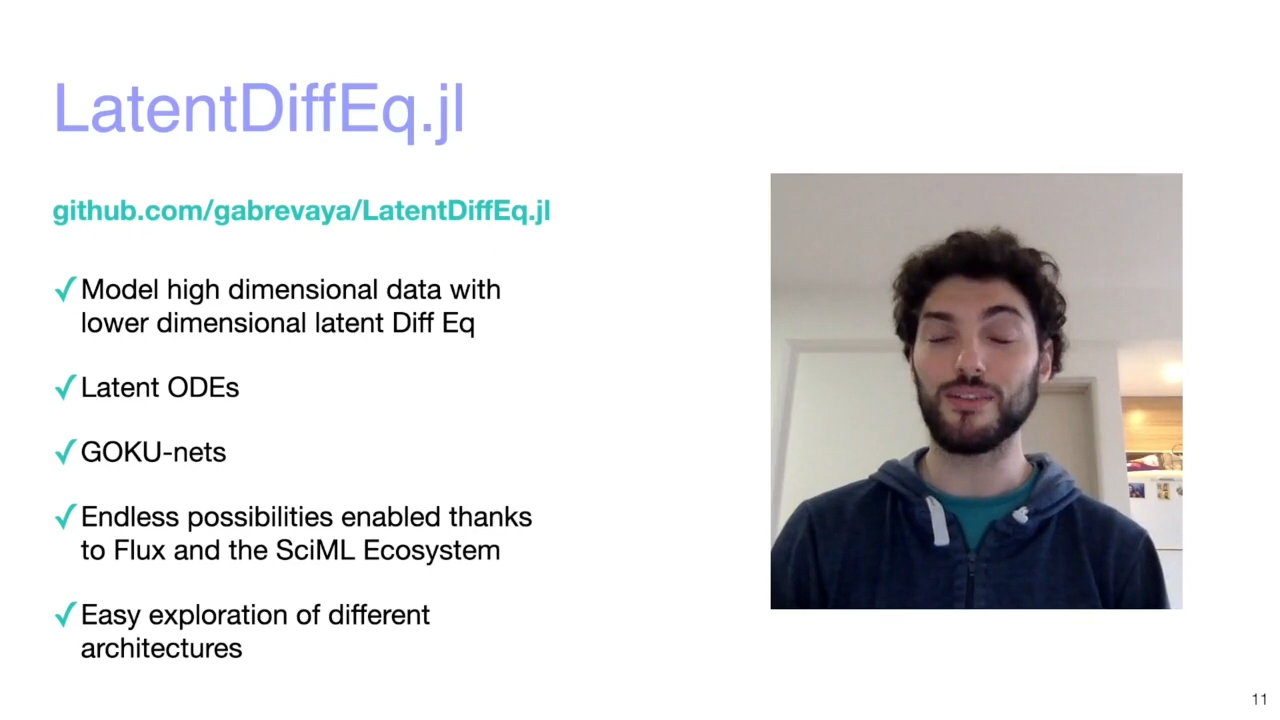 LatentDiffEq.jl
github.com/gabrevaya/LatentDiffEq.jl
✓ Model high dimensional data with
lower dimensional latent Diff Eq
✓ Latent ODEs
✓ GOKU-nets
✓ Endless possibilities enabled thanks
to Flux and the SciML Ecosystem
✓ Easy exploration of different
architectures
11